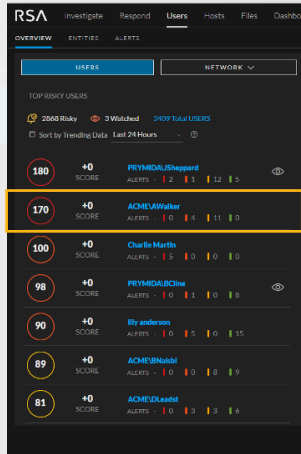 RSA Investigate Respond Users Hosts Files Dashbo
OVERVIEW ENTITIES ALERTS
USERS NETWORK
TOP RISKY USERS
2868 Risky 3 Watched 3409 Total USERS
Sort by Trending Data Last 24 Hours
180 +0 PRYMIDA\JSheppard
SCORE ALERTS - 2 1 12 5
170 +0 ACME\AWalker
SCORE ALERTS - 0 4 11 0
100 +0 Charlie Martin
SCORE ALERTS - 5 0 0 0
98 +0 PRYMIDA\BCline
SCORE ALERTS - 0 1 0 8
90 +0 lily anderson
SCORE ALERTS - 0 5 0 15
89 +0 ACME\BNaisbi
SCORE ALERTS - 0 0 8 9
81 +0 ACME\DLeadst
SCORE ALERTS - 0 3 3 6